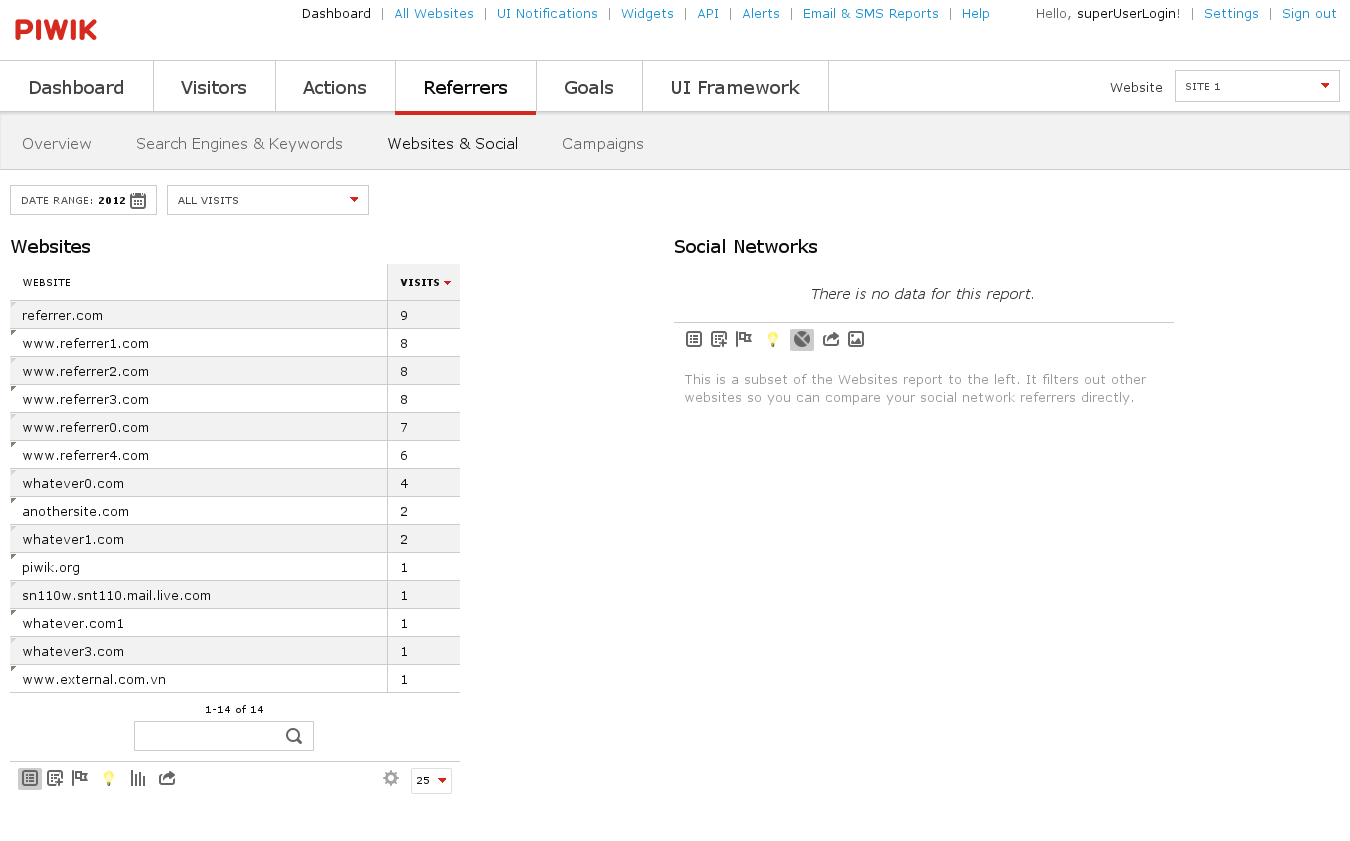 PIWIK
Dashboard | All Websites | UI Notifications | Widgets | API | Alerts | Email & SMS Reports | Help
Hello, superUserLogin! | Settings | Sign out
Dashboard Visitors Actions Referrers Goals UI Framework
Website SITE 1
Overview Search Engines & Keywords Websites & Social Campaigns
DATE RANGE: 2012
ALL VISITS
Websites
WEBSITE VISITS
referrer.com 9
www.referrer1.com 8
www.referrer2.com 8
www.referrer3.com 8
www.referrer0.com 7
www.referrer4.com 6
whatever0.com 4
anothersite.com 2
whatever1.com 2
piwik.org 1
sn110w.snt110.mail.live.com 1
whatever.com1 1
whatever3.com 1
www.external.com.vn 1
1-14 of 14
25
Social Networks
There is no data for this report.
This is a subset of the Websites report to the left. It filters out other
websites so you can compare your social network referrers directly.